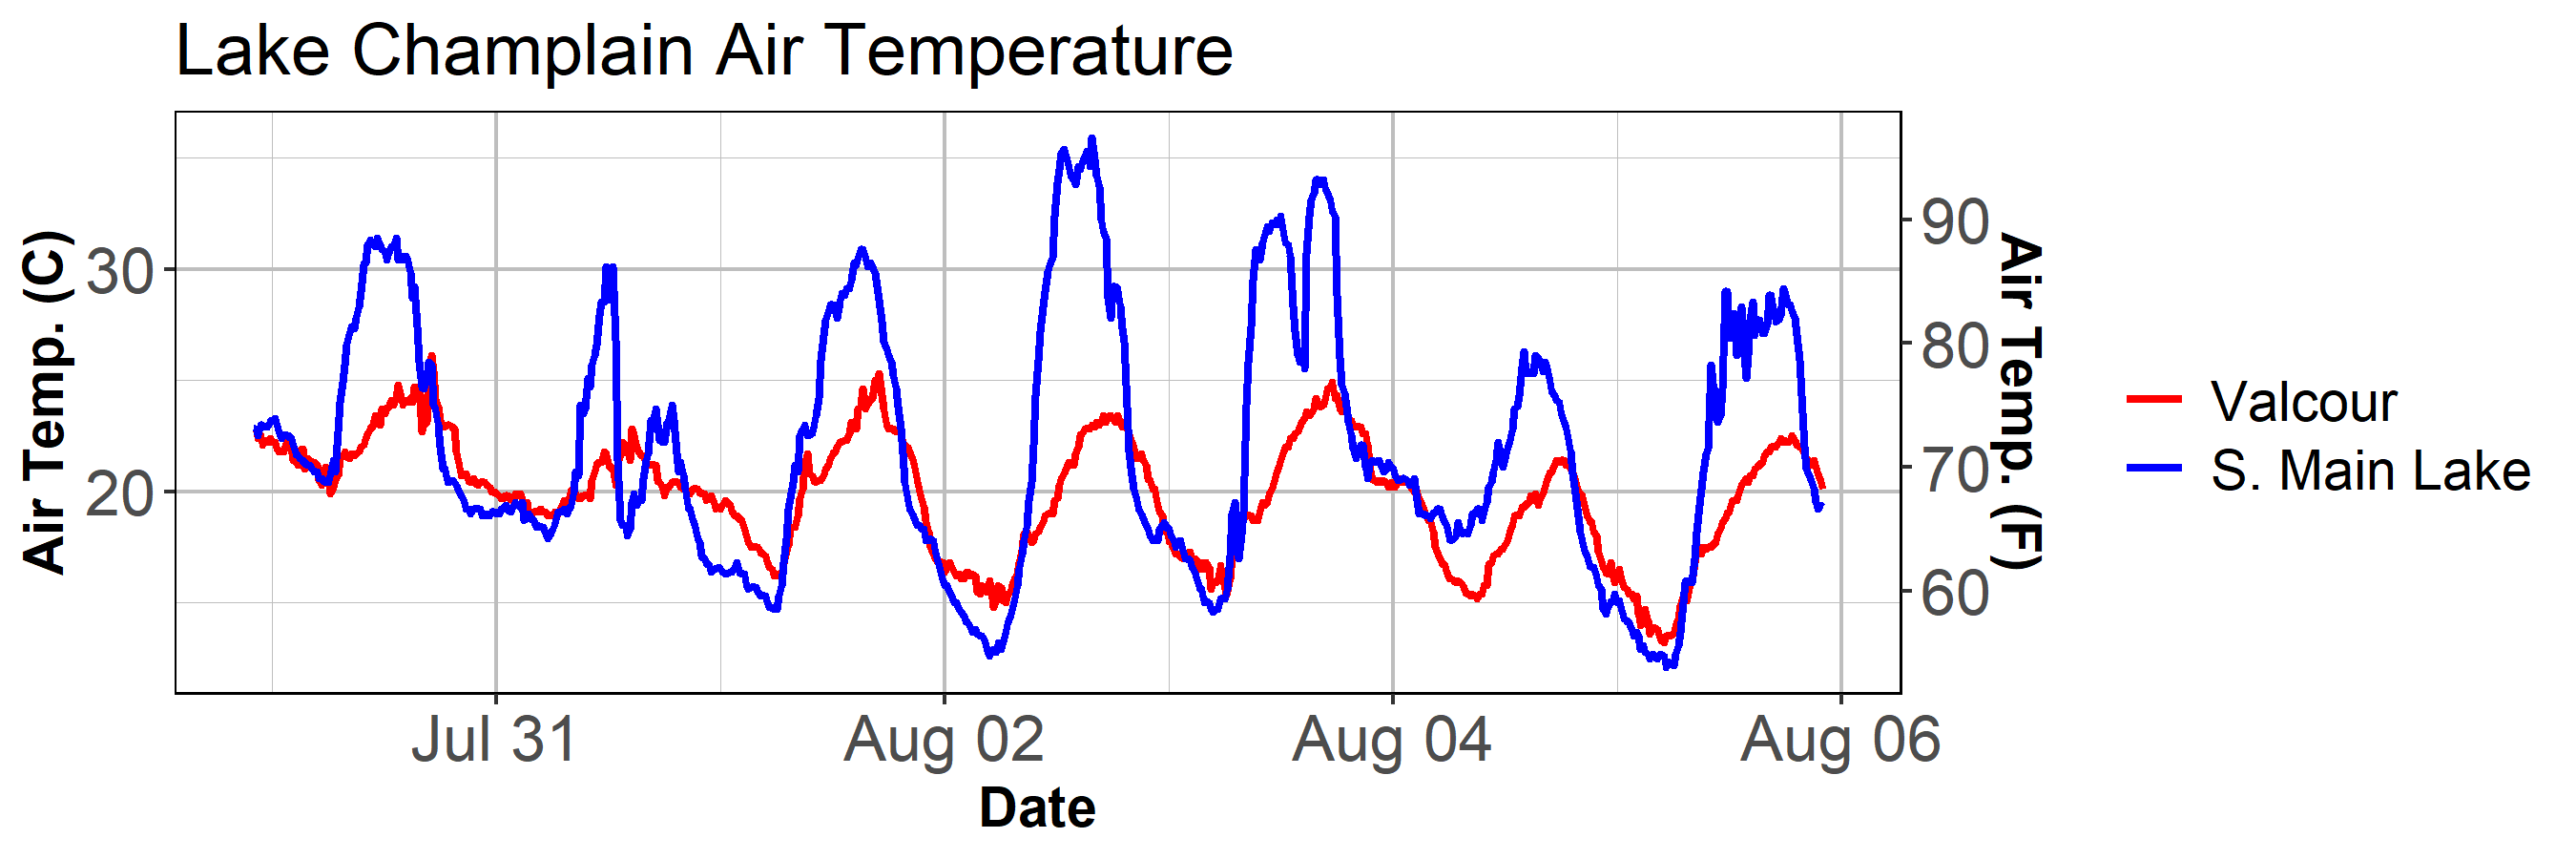 Lake Champlain Air Temperature
Air Temp. (C)
30
20
90
80
70
60
Air Temp. (F)
Valcour
S. Main Lake
Jul 31
Aug 02
Aug 04
Aug 06
Date